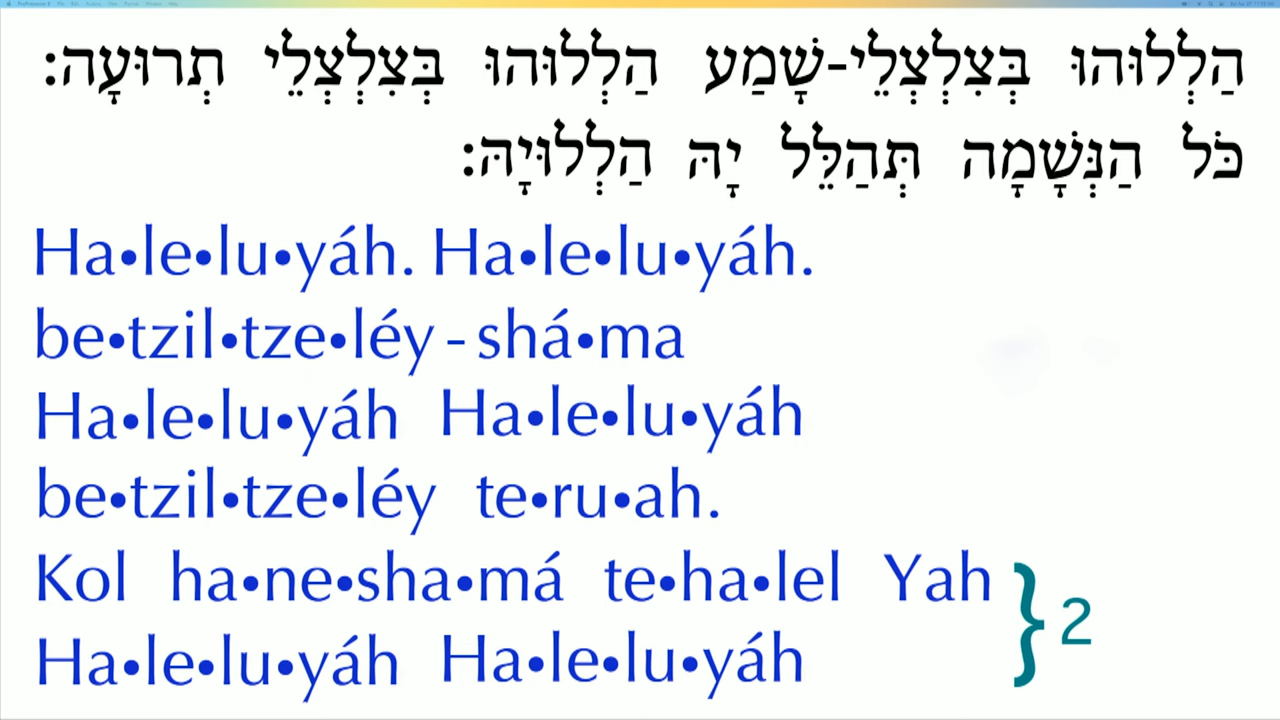 הַלְלוּהוּ בְּצִלְצְלֵי-שָׁמַע הַלְלוּהוּ בְּצִלְצְלֵי תְרוּעָה:
כֹּל הַנְּשָׁמָה תְּהַלֵּל יָהּ הַלְלוּיָהּ:
Ha•le•lu•yáh. Ha•le•lu•yáh.
be•tzil•tze•léy - shá•ma
Ha•le•lu•yáh Ha•le•lu•yáh
be•tzil•tze•léy te•ru•ah.
Kol ha•ne•sha•má te•ha•lel Yah
Ha•le•lu•yáh Ha•le•lu•yáh } 2